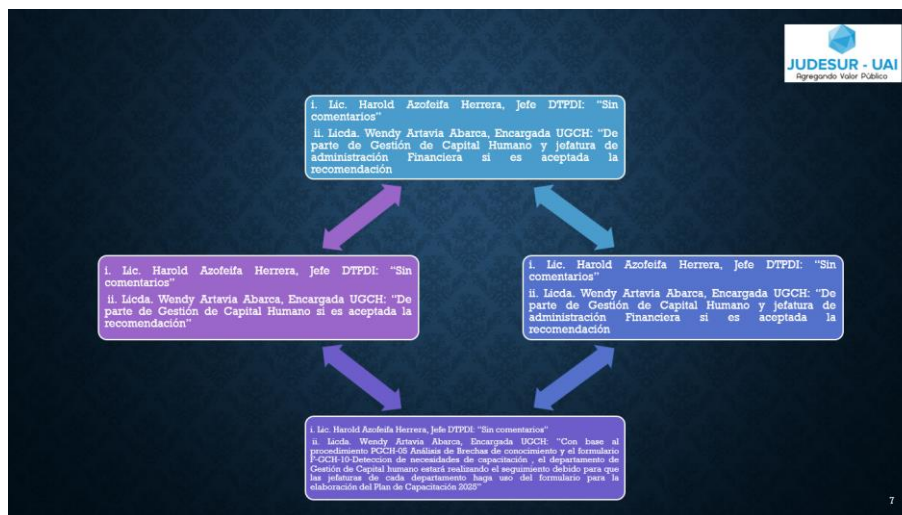 JUDESUR - UAI
Agregando Valor Público
i. Lic. Harold Azofeifa Herrera, Jefe DTPDI: “Sin
comentarios”
ii. Licda. Wendy Artavia Abarca, Encargada UGCH: “De
parte de Gestión de Capital Humano y jefatura de
administración Financiera si es aceptada la
recomendación
i. Lic. Harold Azofeifa Herrera, Jefe DTPDI: “Sin
comentarios”
ii. Licda. Wendy Artavia Abarca, Encargada UGCH: “De
parte de Gestión de Capital Humano si es aceptada la
recomendación”
i. Lic. Harold Azofeifa Herrera, Jefe DTPDI: “Sin
comentarios”
ii. Licda. Wendy Artavia Abarca, Encargada UGCH: “De
parte de Gestión de Capital Humano y jefatura de
administración Financiera si es aceptada la
recomendación
i. Lic. Harold Azofeifa Herrera, Jefe DTPDI: “Sin comentarios”
ii. Licda. Wendy Artavia Abarca, Encargada UGCH: “Con base al
procedimiento PGCH-05 Análisis de Brechas de conocimiento y el formulario
F-GCH-10-Deteccion de necesidades de capacitación , el departamento de
Gestión de Capital humano estará realizando el seguimiento debido para que
las jefaturas de cada departamento haga uso del formulario para la
elaboración del Plan de Capacitación 2025”
7